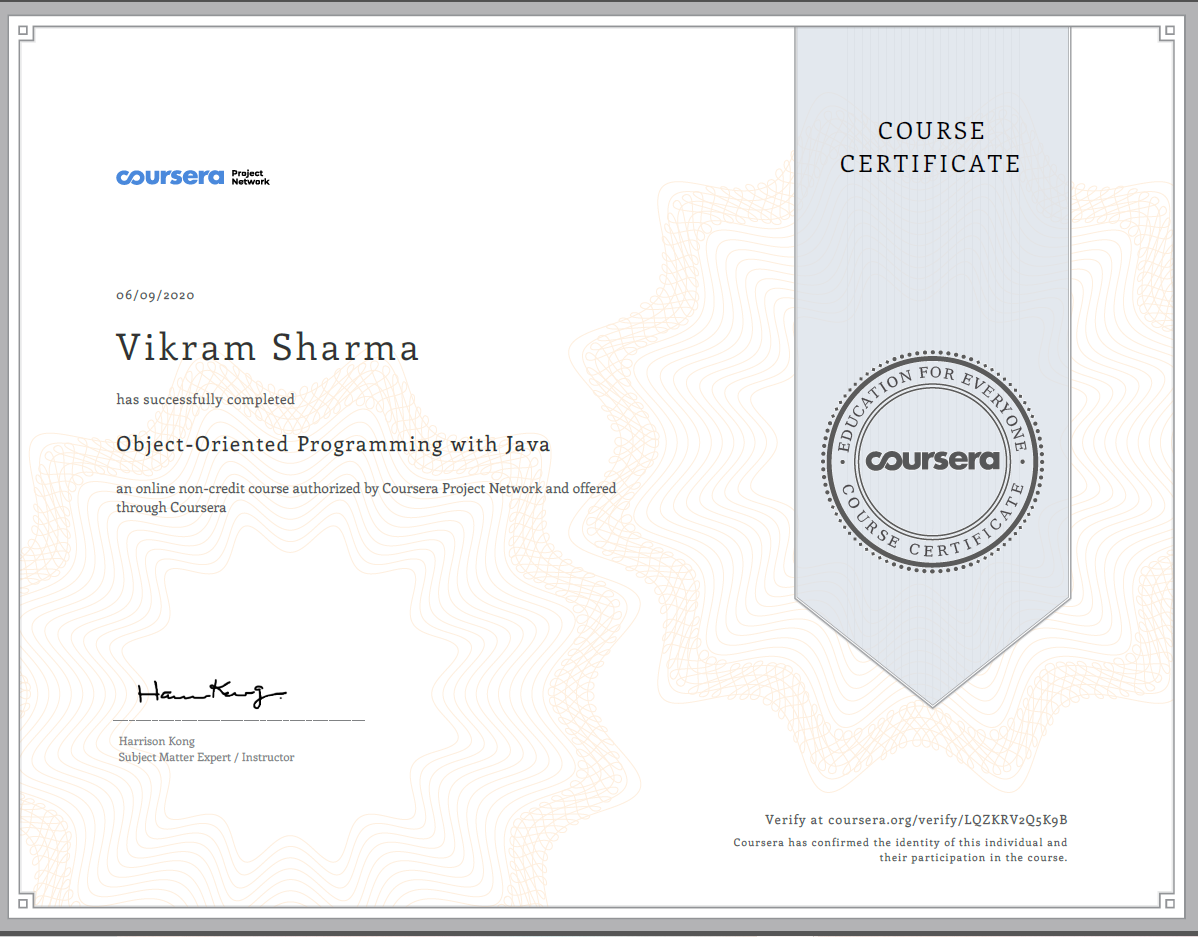 COURSE
CERTIFICATE
coursera Project
Network
06/09/2020
Vikram Sharma
has successfully completed
Object-Oriented Programming with Java
an online non-credit course authorized by Coursera Project Network and offered
through Coursera
EDUCATION FOR EVERYONE
coursera
COURSE CERTIFICATE
Harrison Kong
Subject Matter Expert / Instructor
Verify at coursera.org/verify/LQZKRV2Q5K9B
Coursera has confirmed the identity of this individual and
their participation in the course.